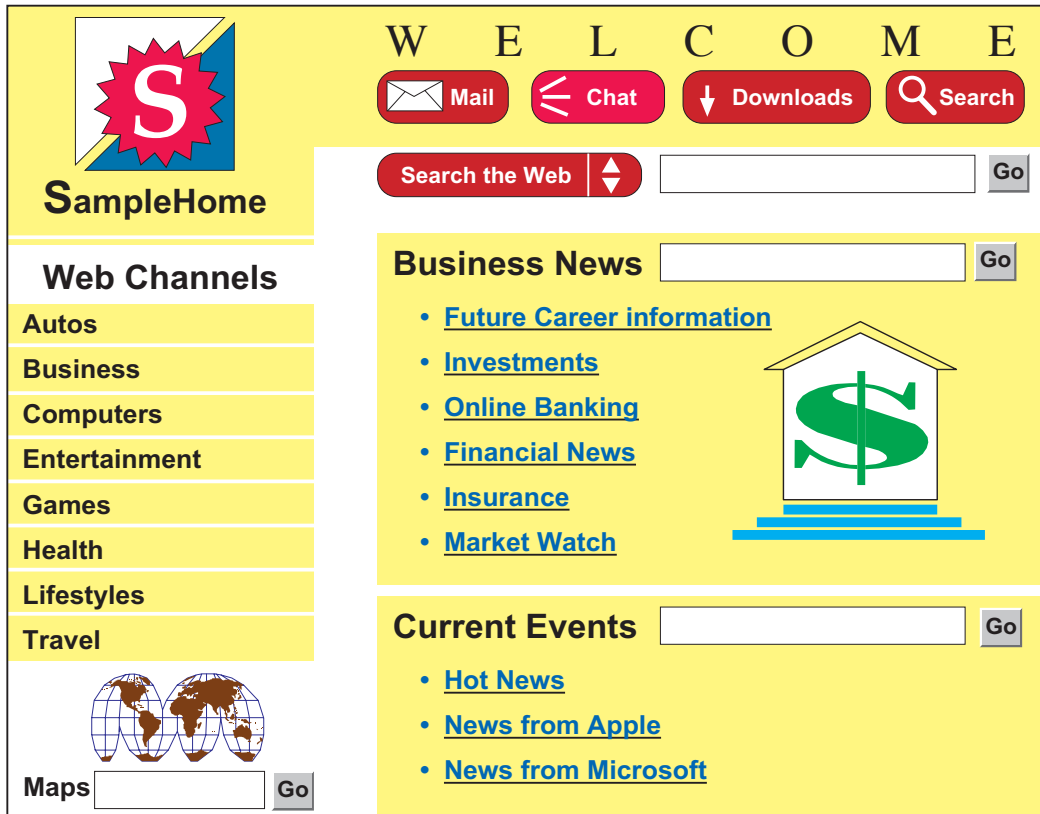 S
SampleHome
W E L C O M E
Mail Chat Downloads Search
Search the Web Go
Web Channels
Autos
Business
Computers
Entertainment
Games
Health
Lifestyles
Travel
Maps Go
Business News Go
• Future Career information
• Investments
• Online Banking
• Financial News
• Insurance
• Market Watch
$
Current Events Go
• Hot News
• News from Apple
• News from Microsoft